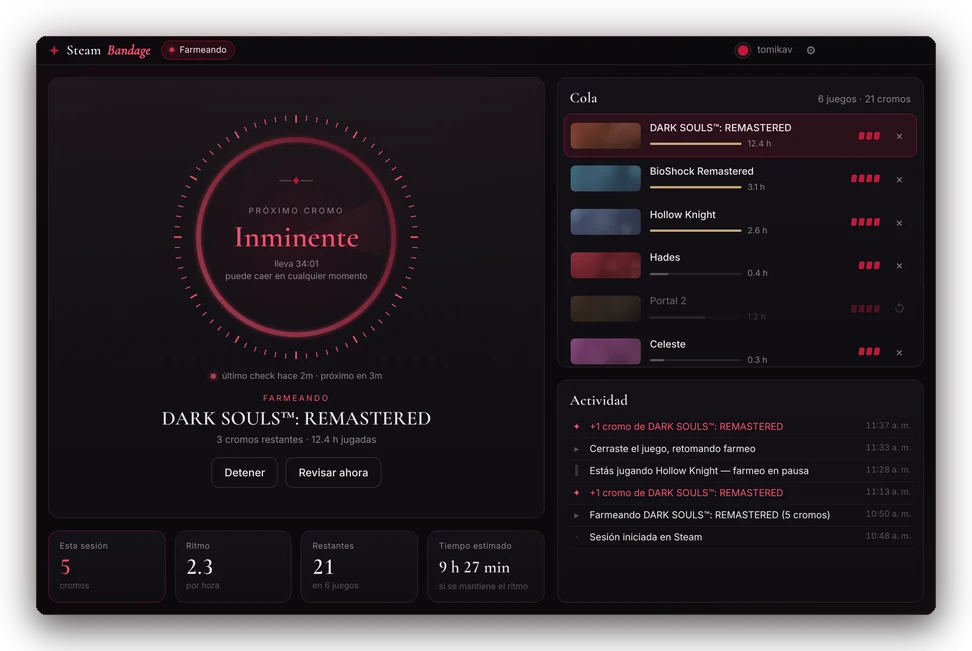 Steam Bandage
Farmeando
tomikav
PRÓXIMO CROMO
Inminente
lleva 34:01
puede caer en cualquier momento
último check hace 2m · próximo en 3m
FARMEANDO
DARK SOULS™: REMASTERED
3 cromos restantes · 12.4 h jugadas
Detener
Revisar ahora
Esta sesión
5
cromos
Ritmo
2.3
por hora
Restantes
21
en 6 juegos
Tiempo estimado
9 h 27 min
si se mantiene el ritmo
Cola
6 juegos · 21 cromos
DARK SOULS™: REMASTERED
12.4 h
BioShock Remastered
3.1 h
Hollow Knight
2.6 h
Hades
0.4 h
Portal 2
1.2 h
Celeste
0.3 h
Actividad
+1 cromo de DARK SOULS™: REMASTERED 11:37 a. m.
Cerraste el juego, retomando farmeo 11:33 a. m.
Estás jugando Hollow Knight — farmeo en pausa 11:28 a. m.
+1 cromo de DARK SOULS™: REMASTERED 11:13 a. m.
Farmeando DARK SOULS™: REMASTERED (5 cromos) 10:50 a. m.
Sesión iniciada en Steam 10:48 a. m.